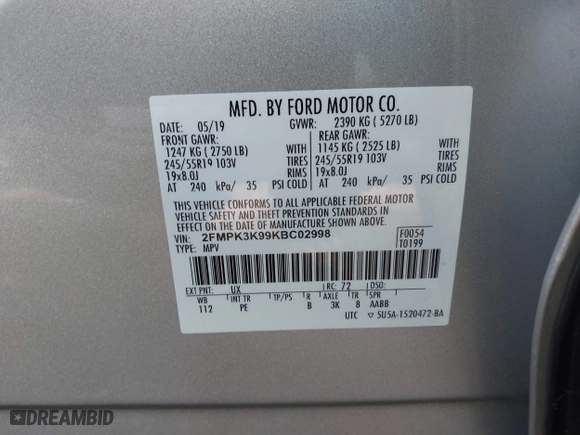 MFD. BY FORD MOTOR CO.
DATE: 05/19 GVWR: 2390 KG ( 5270 LB)
FRONT GAWR: REAR GAWR:
1247 KG ( 2750 LB) WITH 1145 KG ( 2525 LB) WITH
245/55R19 103V TIRES 245/55R19 103V TIRES
19x8.0J RIMS 19x8.0J RIMS
AT 240 kPa/ 35 PSI COLD AT 240 kPa/ 35 PSI COLD
THIS VEHICLE CONFORMS TO ALL APPLICABLE FEDERAL MOTOR
VEHICLE SAFETY AND THEFT PREVENTION STANDARDS IN
EFFECT ON THE DATE OF MANUFACTURE SHOWN ABOVE.
VIN: 2FMPK3K99KBC02998 F0054
TYPE: MPV T0199
EXT PNT: UX RC: 72 DSO:
WB INT TR TP/PS R AXLE TR SPR
112 PE B 3K 8 AABB
UTC ▽ 5U5A-1520472-BA
DREAMBID